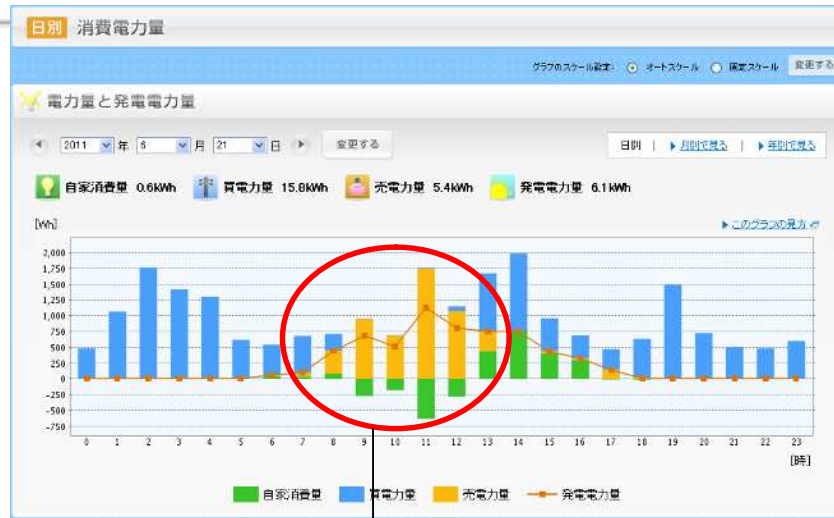 日別 消費電力量
グラフのスケール設定: オートスケール 固定スケール 変更する
電力量と発電電力量
2011 年 6 月 21 日 変更する 日別 | 月別で見る | 年別で見る
自家消費量 0.6kWh 買電力量 15.8kWh 売電力量 5.4kWh 発電電力量 6.1kWh
[Wh] このグラフの見方
2,000
1,750
1,500
1,250
1,000
750
500
250
0
-250
-500
-750
0 1 2 3 4 5 6 7 8 9 10 11 12 13 14 15 16 17 18 19 20 21 22 23
[時]
自家消費量 買電力量 売電力量 発電電力量